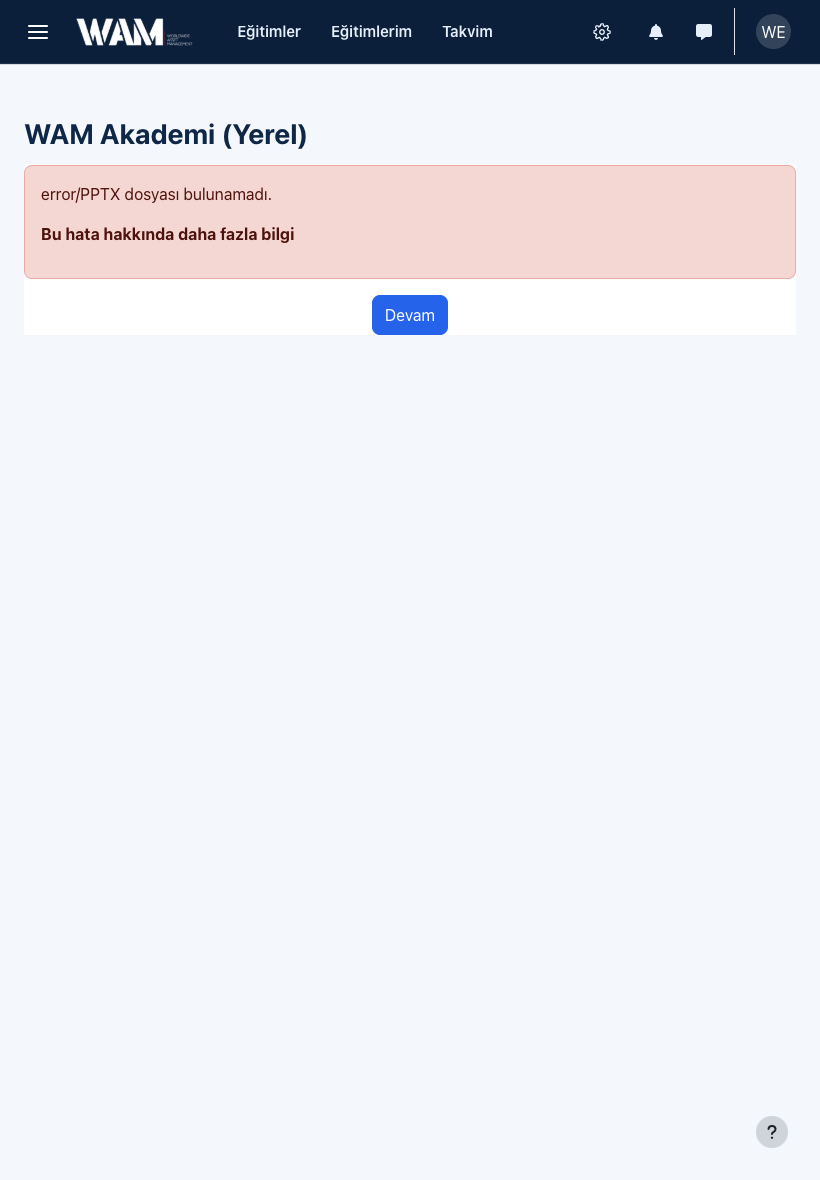 WAM
Eğitimler
Eğitimlerim
Takvim
WE
WAM Akademi (Yerel)
error/PPTX dosyası bulunamadı.
Bu hata hakkında daha fazla bilgi
Devam
?